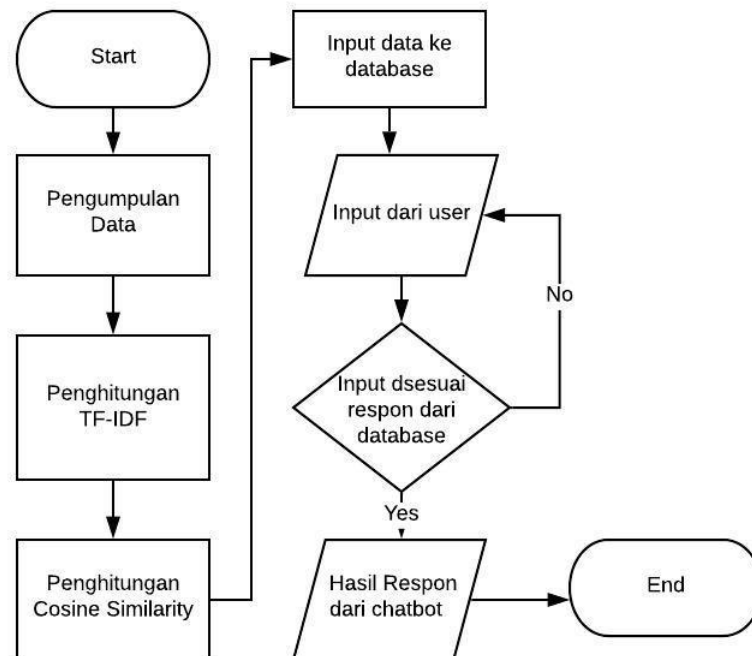 Start
Pengumpulan
Data
Penghitungan
TF-IDF
Penghitungan
Cosine Similarity
Input data ke
database
Input dari user
No
Input dsesuai
respon dari
database
Yes
Hasil Respon
dari chatbot
End